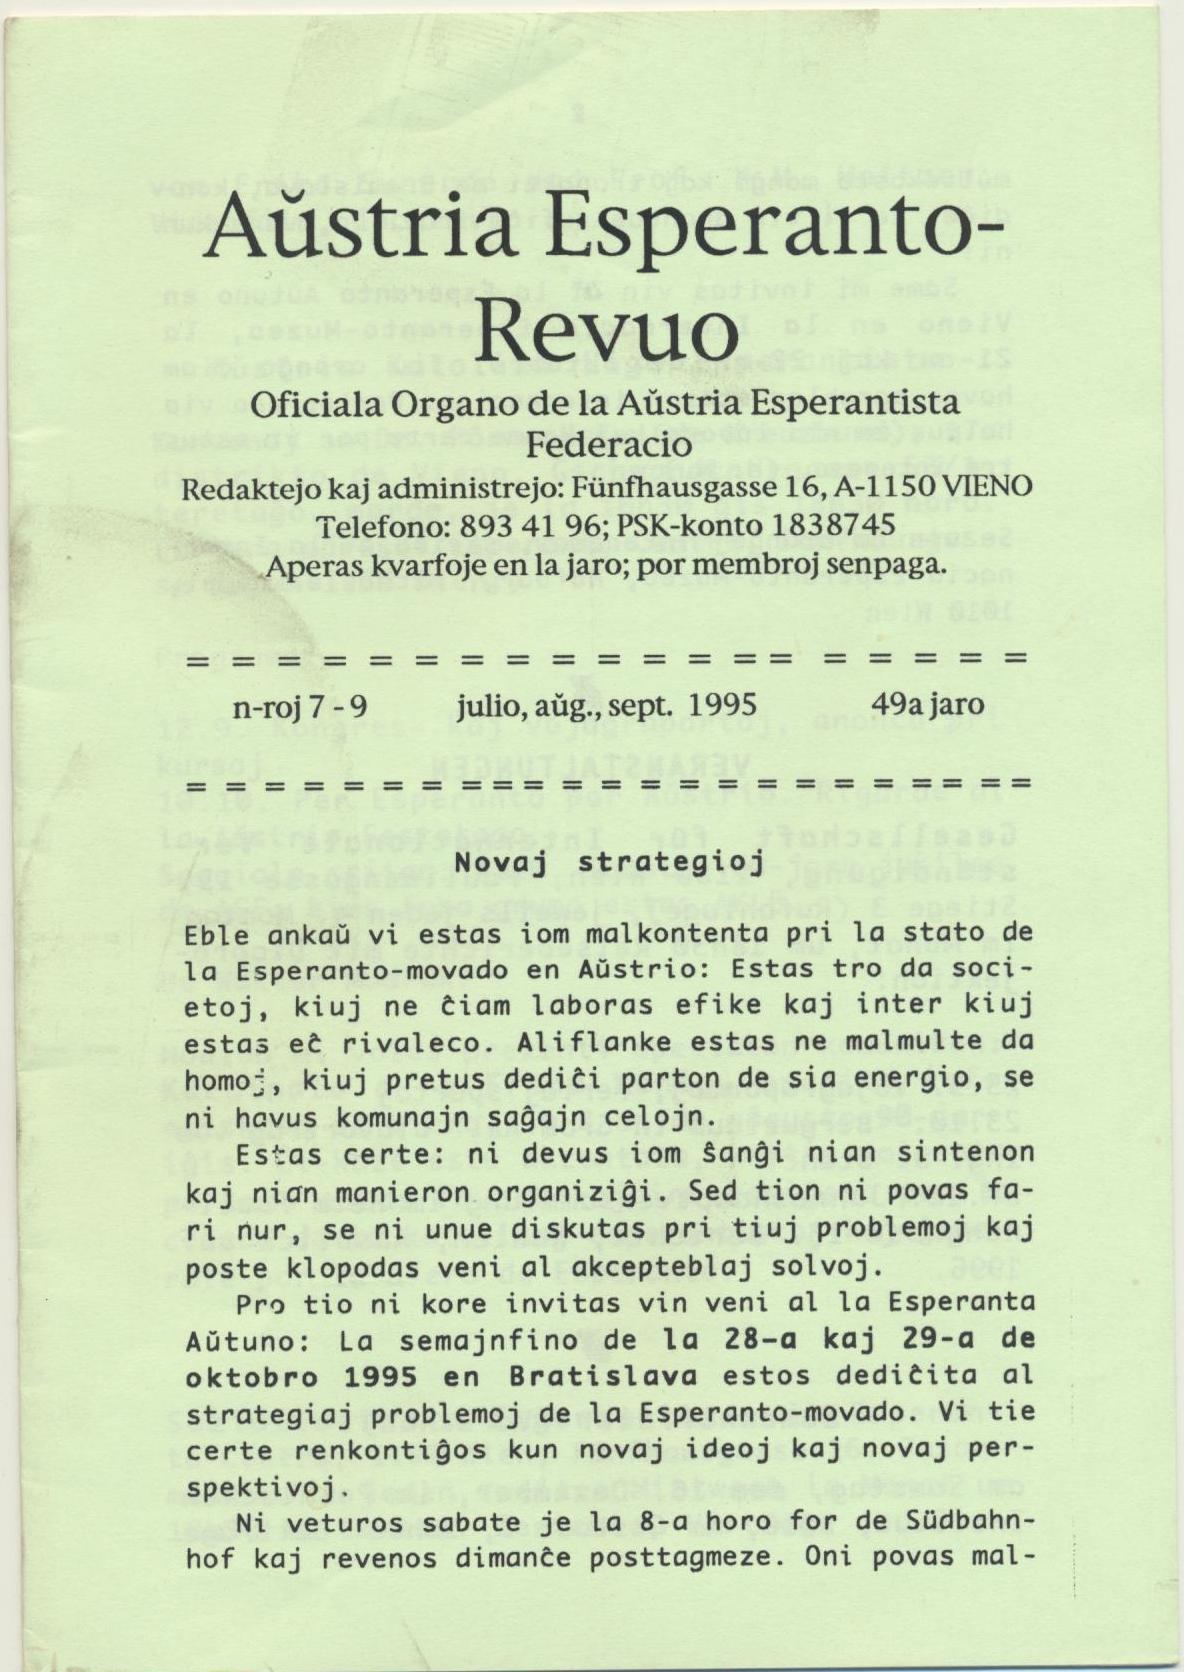 Aŭstria Esperanto-
Revuo
Oficiala Organo de la Aŭstria Esperantista
Federacio
Redaktejo kaj administrejo: Fünfhausgasse 16, A-1150 VIENO
Telefono: 893 41 96; PSK-konto 1838745
Aperas kvarfoje en la jaro; por membroj senpaga.
= = = = = = = = = = = = = = = = = = =
n-roj 7 - 9 julio, aŭg., sept. 1995 49a jaro
= = = = = = = = = = = = = = = = = = = = = =
Novaj strategioj
Eble ankaŭ vi estas iom malkontenta pri la stato de
la Esperanto-movado en Aŭstrio: Estas tro da soci-
etoj, kiuj ne ĉiam laboras efike kaj inter kiuj
estas eĉ rivaleco. Aliflanke estas ne malmulte da
homoj, kiuj pretus dediĉi parton de sia energio, se
ni havus komunajn saĝajn celojn.
Estas certe: ni devus iom ŝanĝi nian sintenon
kaj nian manieron organiziĝi. Sed tion ni povas fa-
ri nur, se ni unue diskutas pri tiuj problemoj kaj
poste klopodas veni al akcepteblaj solvoj.
Pro tio ni kore invitas vin veni al la Esperanta
Aŭtuno: La semajnfino de la 28-a kaj 29-a de
oktobro 1995 en Bratislava estos dediĉita al
strategiaj problemoj de la Esperanto-movado. Vi tie
certe renkontiĝos kun novaj ideoj kaj novaj per-
spektivoj.
Ni veturos sabate je la 8-a horo for de Südbahn-
hof kaj revenos dimanĉe posttagmeze. Oni povas mal-